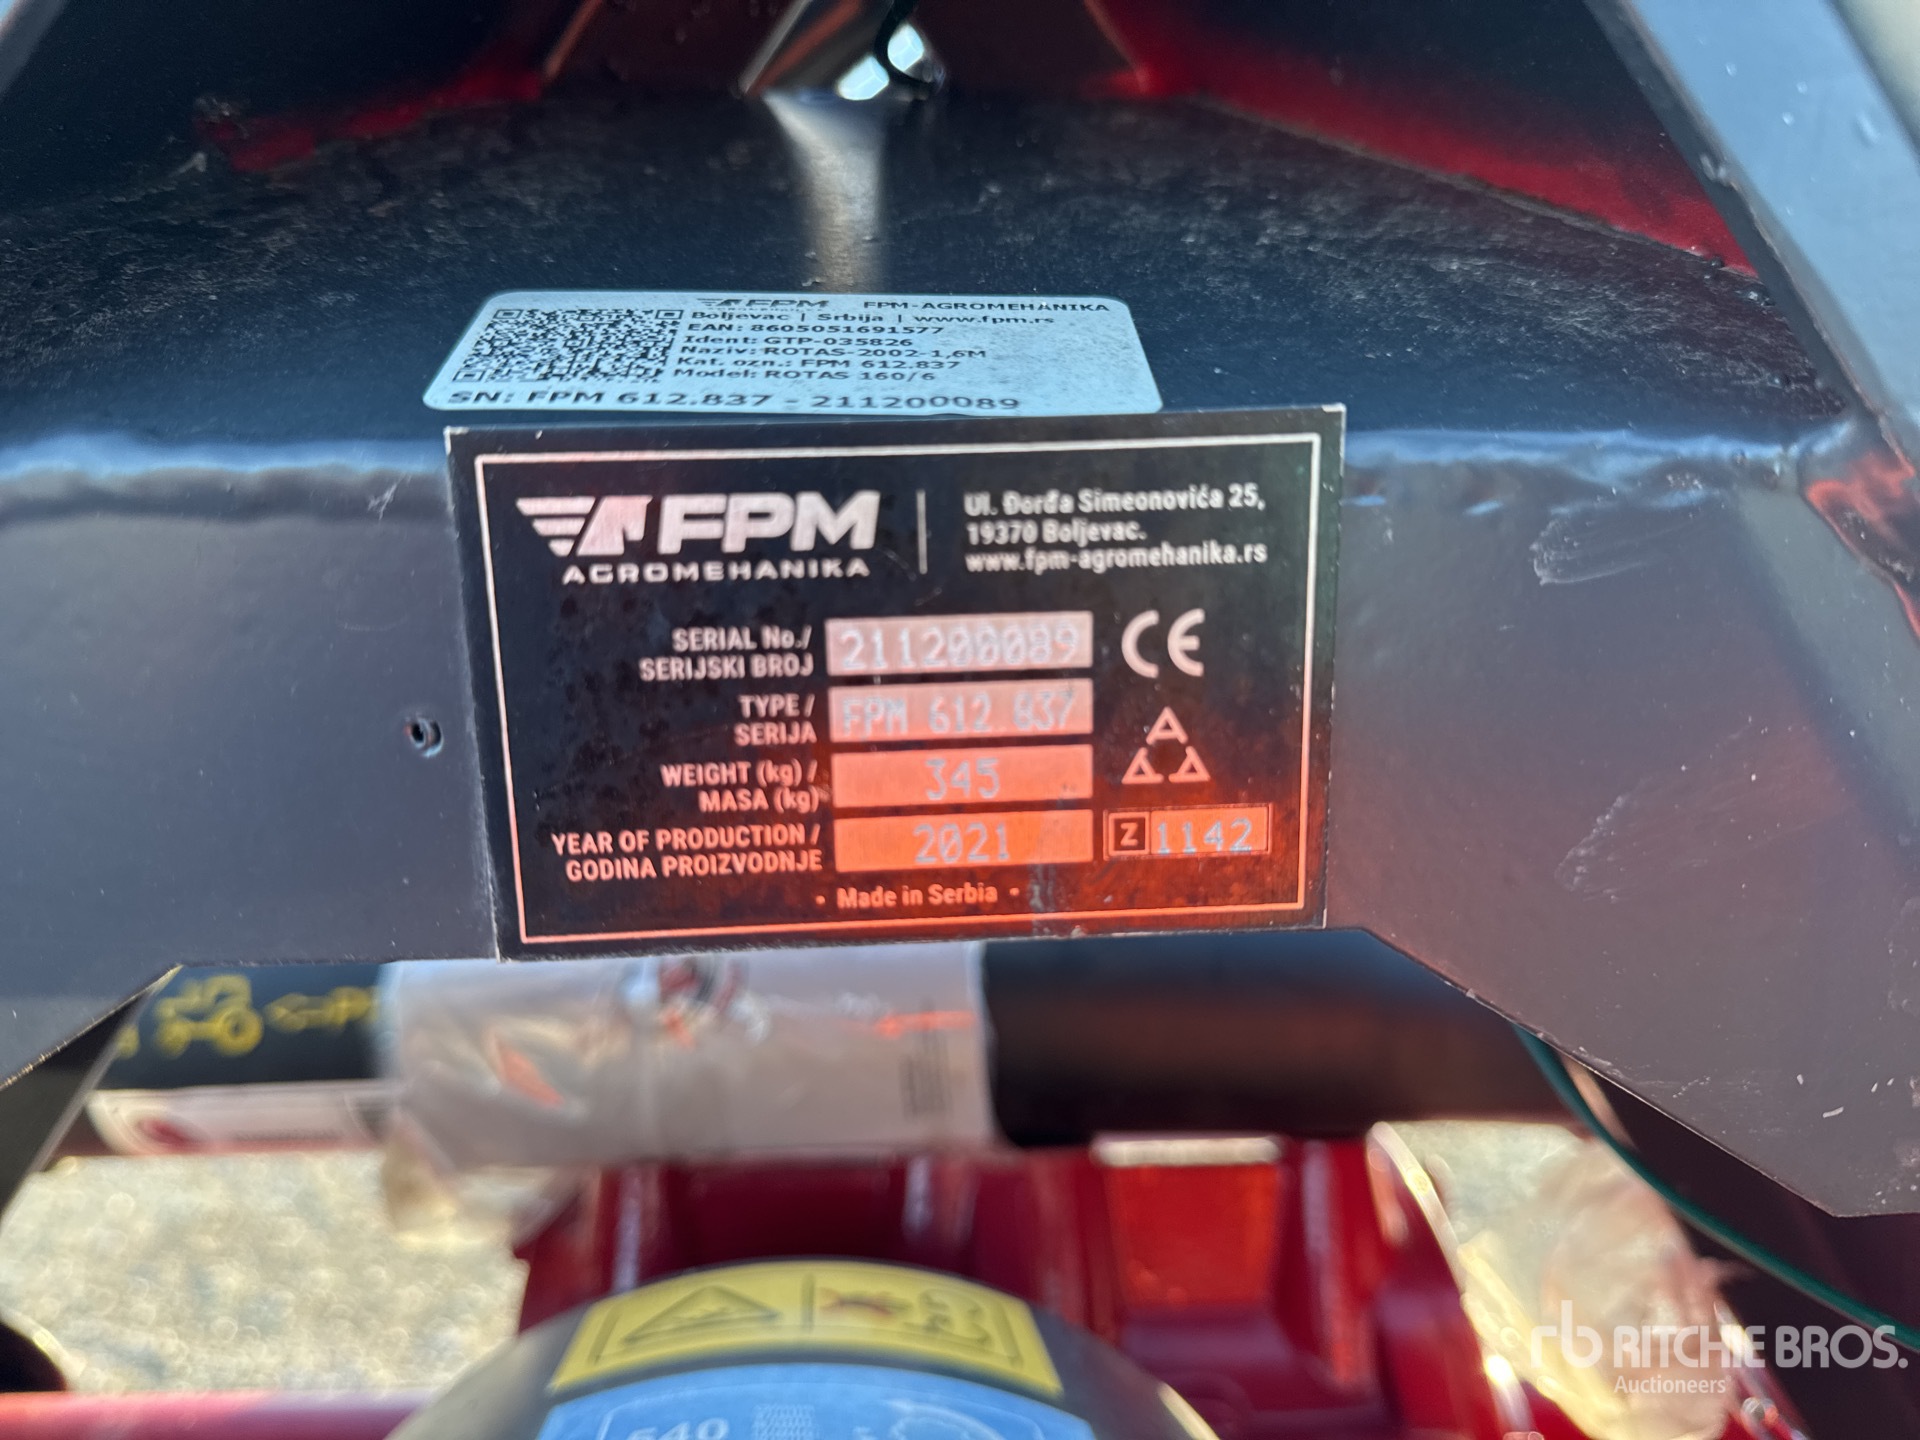 FPM FPM-AGROMEHANIKA
Boljevac | Srbija | www.fpm.rs
EAN: 8605051691577
Ident: GTP-035826
Naziv: ROTAS-2002-1,6M
Kat. ozn.: FPM 612.837
Model: ROTAS 160/6
SN: FPM 612.837 - 211200089
FPM
AGROMEHANIKA
Ul. Đorđa Simeonovića 25,
19370 Boljevac.
www.fpm-agromehanika.rs
SERIAL No./ 211200089
SERIJSKI BROJ
CE
TYPE / FPM 612.837
SERIJA
WEIGHT (kg) / 345
MASA (kg)
YEAR OF PRODUCTION / 2021
GODINA PROIZVODNJE
Z 1142
• Made in Serbia •
540
rb RITCHIE BROS.
Auctioneers